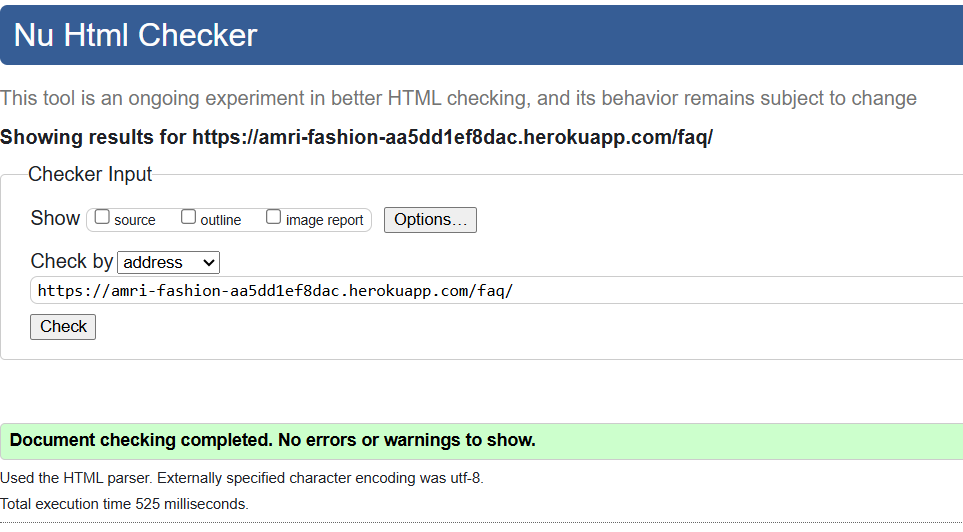 Nu Html Checker
This tool is an ongoing experiment in better HTML checking, and its behavior remains subject to change
Showing results for https://amri-fashion-aa5dd1ef8dac.herokuapp.com/faq/
Checker Input
Show source outline image report Options...
Check by address
https://amri-fashion-aa5dd1ef8dac.herokuapp.com/faq/
Check
Document checking completed. No errors or warnings to show.
Used the HTML parser. Externally specified character encoding was utf-8.
Total execution time 525 milliseconds.